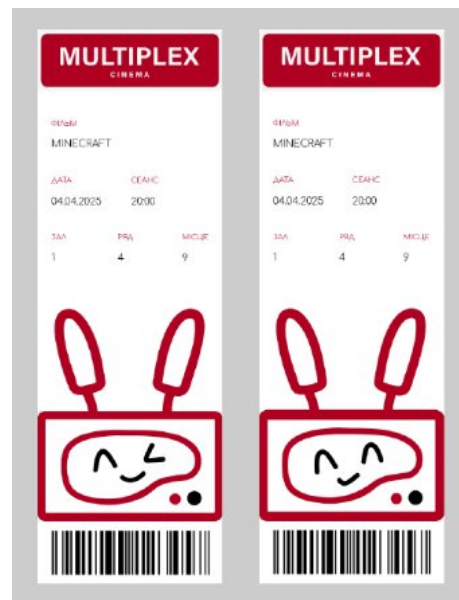 MULTIPLEX
CINEMA
ФІЛЬМ
MINECRAFT
ДАТА СЕАНС
04.04.2025 20:00
ЗАЛ РЯД МІСЦЕ
1 4 9
MULTIPLEX
CINEMA
ФІЛЬМ
MINECRAFT
ДАТА СЕАНС
04.04.2025 20:00
ЗАЛ РЯД МІСЦЕ
1 4 9